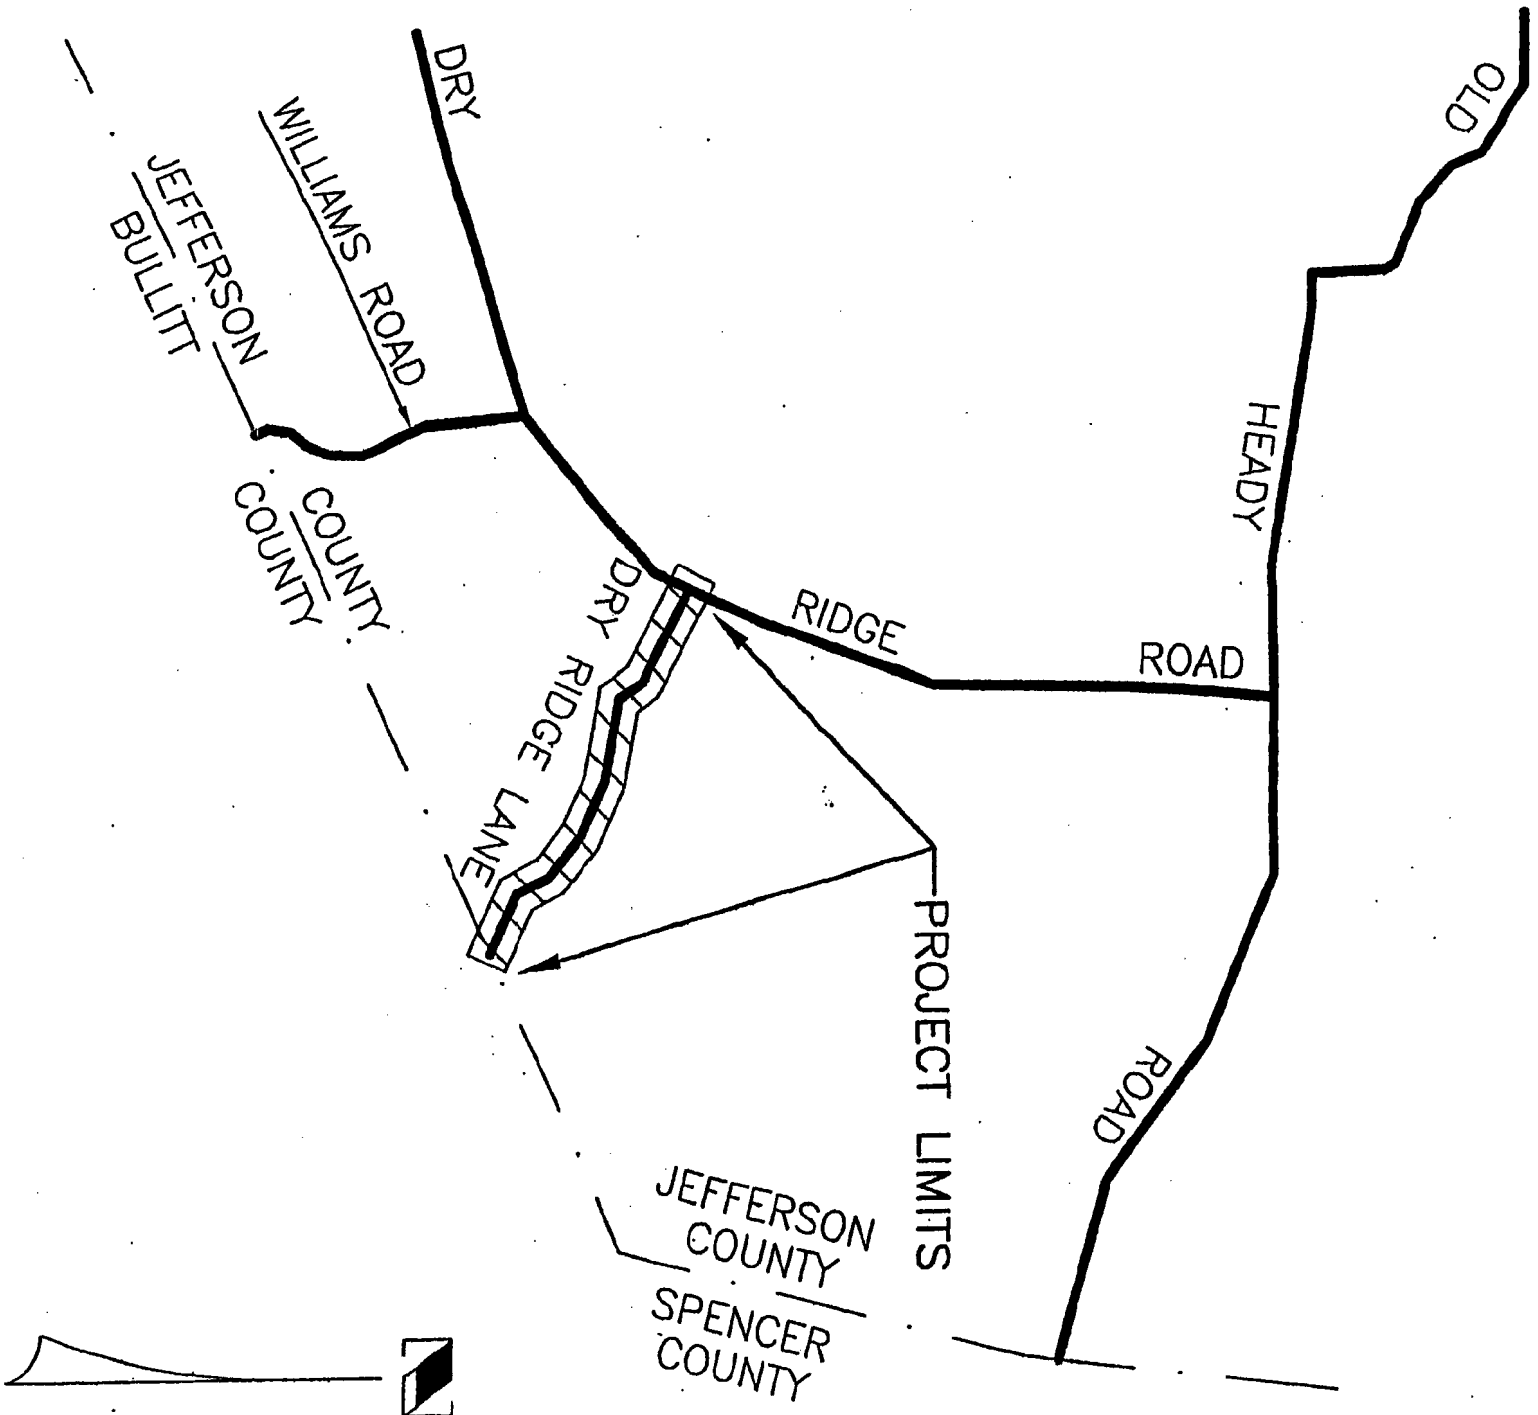 OLD
HEADY
ROAD
DRY
RIDGE
ROAD
WILLIAMS ROAD
JEFFERSON
BULLITT
COUNTY
COUNTY
DRY RIDGE LANE
PROJECT LIMITS
JEFFERSON
COUNTY
SPENCER
COUNTY